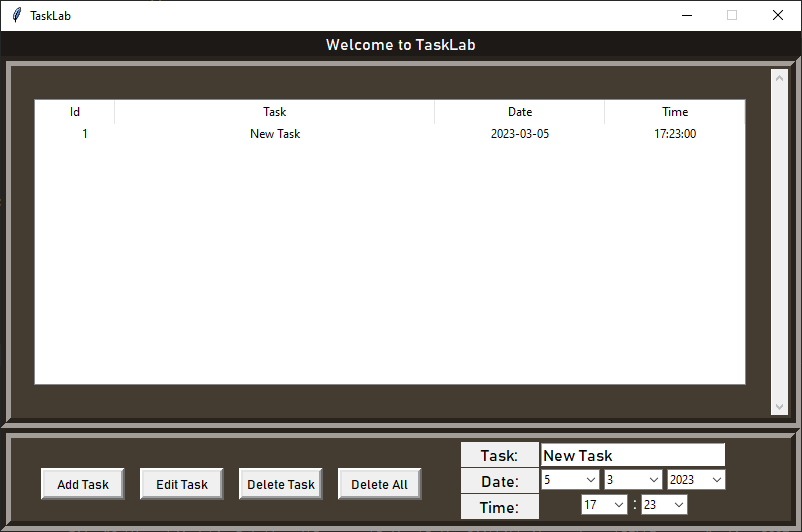 TaskLab
Welcome to TaskLab
Id Task Date Time
1 New Task 2023-03-05 17:23:00
Task: New Task
Add Task Edit Task Delete Task Delete All
Date: 5 3 2023
Time: 17 : 23